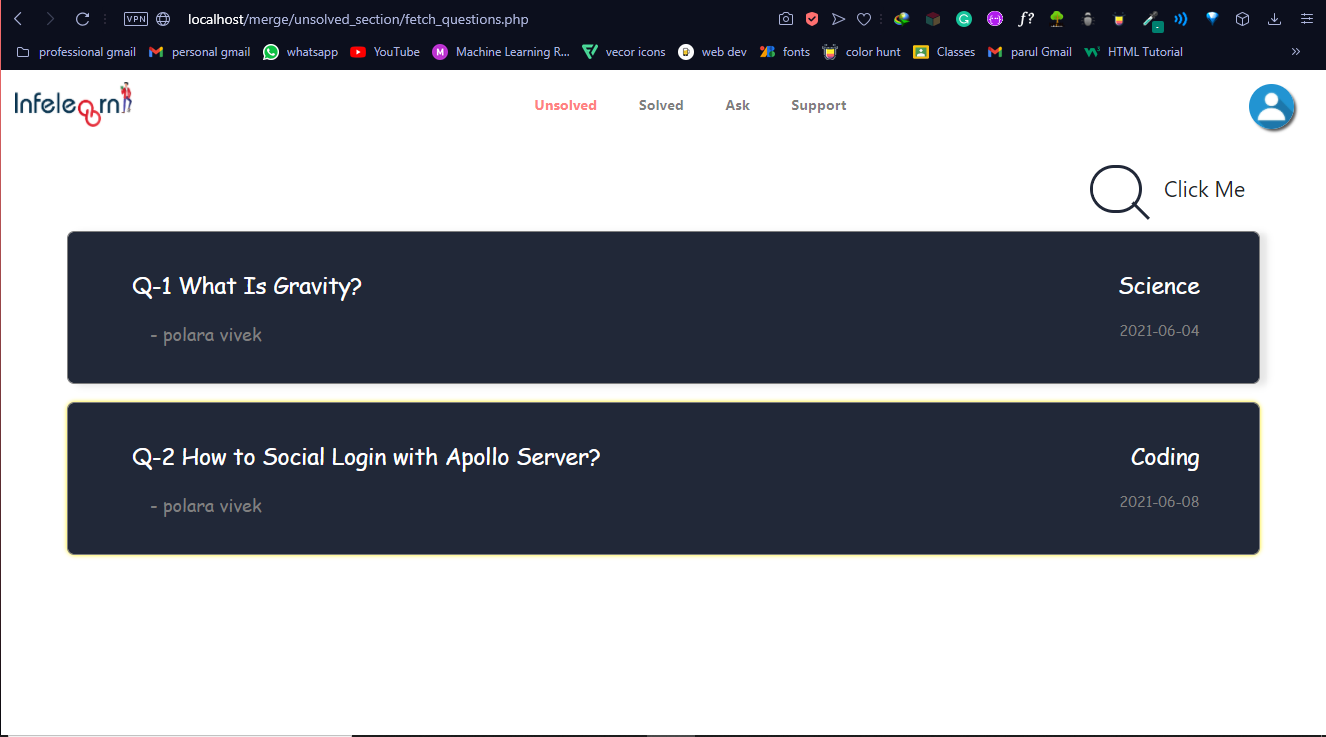 VPN localhost/merge/unsolved_section/fetch_questions.php f?
professional gmail personal gmail whatsapp YouTube M Machine Learning R... vecor icons web dev fonts color hunt Classes parul Gmail HTML Tutorial »
Infelearn Unsolved Solved Ask Support
Click Me
Q-1 What Is Gravity? Science
- polara vivek 2021-06-04
Q-2 How to Social Login with Apollo Server? Coding
- polara vivek 2021-06-08